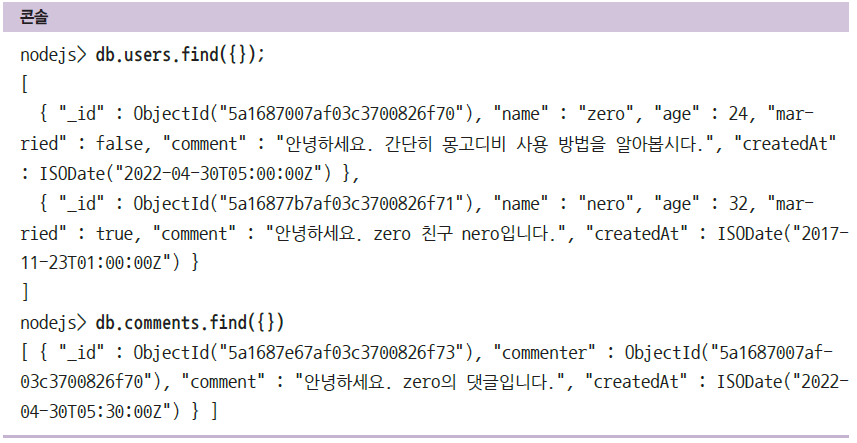 콘솔
nodejs> db.users.find({});
[
  { "_id" : ObjectId("5a1687007af03c3700826f70"), "name" : "zero", "age" : 24, "mar-
ried" : false, "comment" : "안녕하세요. 간단히 몽고디비 사용 방법을 알아봅시다.", "createdAt"
: ISODate("2022-04-30T05:00:00Z") },
  { "_id" : ObjectId("5a16877b7af03c3700826f71"), "name" : "nero", "age" : 32, "mar-
ried" : true, "comment" : "안녕하세요. zero 친구 nero입니다.", "createdAt" : ISODate("2017-
11-23T01:00:00Z") }
]
nodejs> db.comments.find({})
[ { "_id" : ObjectId("5a1687e67af03c3700826f73"), "commenter" : ObjectId("5a1687007af-
03c3700826f70"), "comment" : "안녕하세요. zero의 댓글입니다.", "createdAt" : ISODate("2022-
04-30T05:30:00Z") } ]